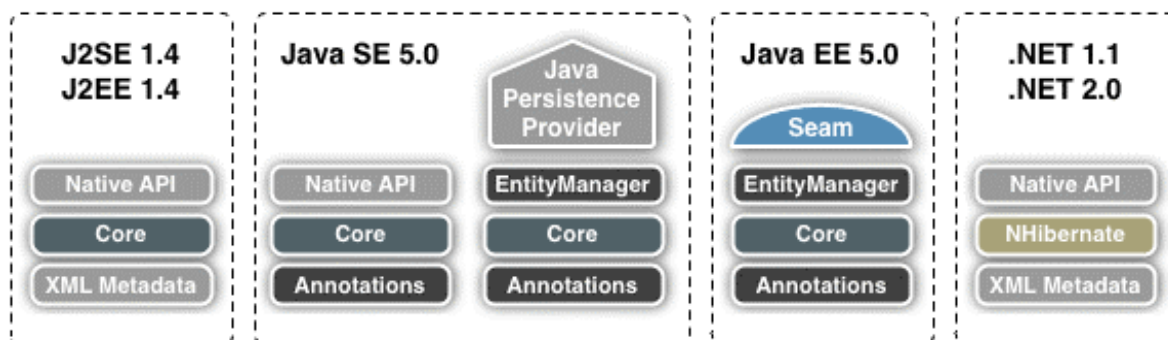 J2SE 1.4
J2EE 1.4
Native API
Core
XML Metadata
Java SE 5.0
Native API
Core
Annotations
Java
Persistence
Provider
EntityManager
Core
Annotations
Java EE 5.0
Seam
EntityManager
Core
Annotations
.NET 1.1
.NET 2.0
Native API
NHibernate
XML Metadata